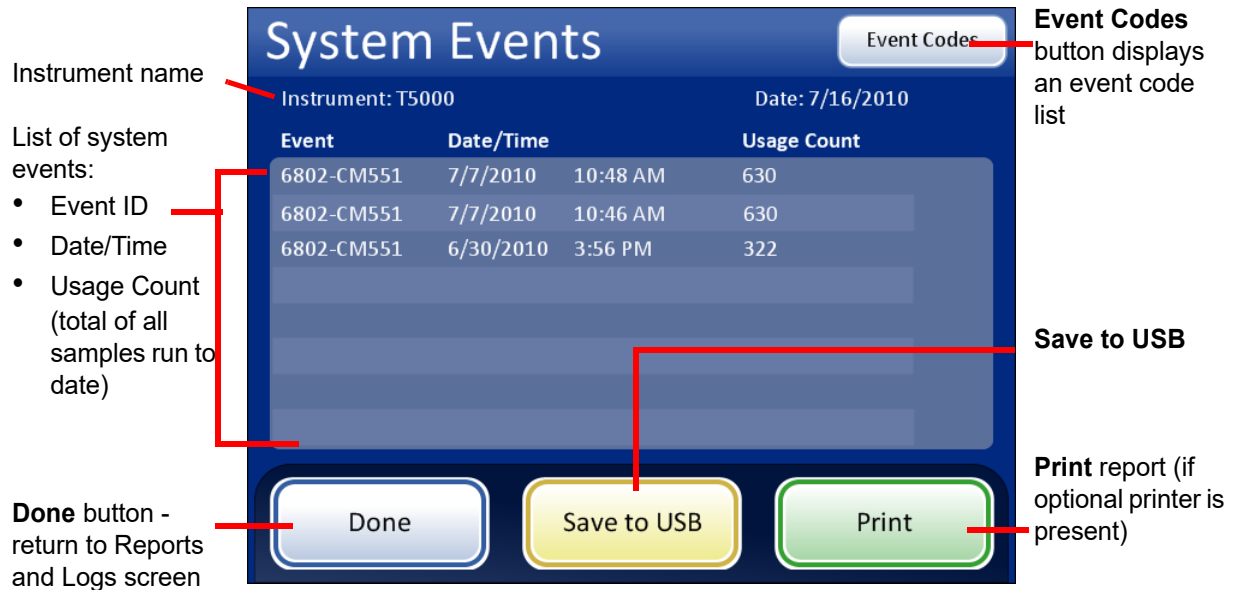 Instrument name
List of system
events:
• Event ID
• Date/Time
• Usage Count
(total of all
samples run to
date)
Done button -
return to Reports
and Logs screen
System Events
Event Codes
Instrument: T5000
Date: 7/16/2010
Event Date/Time Usage Count
6802-CM551 7/7/2010 10:48 AM 630
6802-CM551 7/7/2010 10:46 AM 630
6802-CM551 6/30/2010 3:56 PM 322
Done
Save to USB
Print
Event Codes
button displays
an event code
list
Save to USB
Print report (if
optional printer is
present)